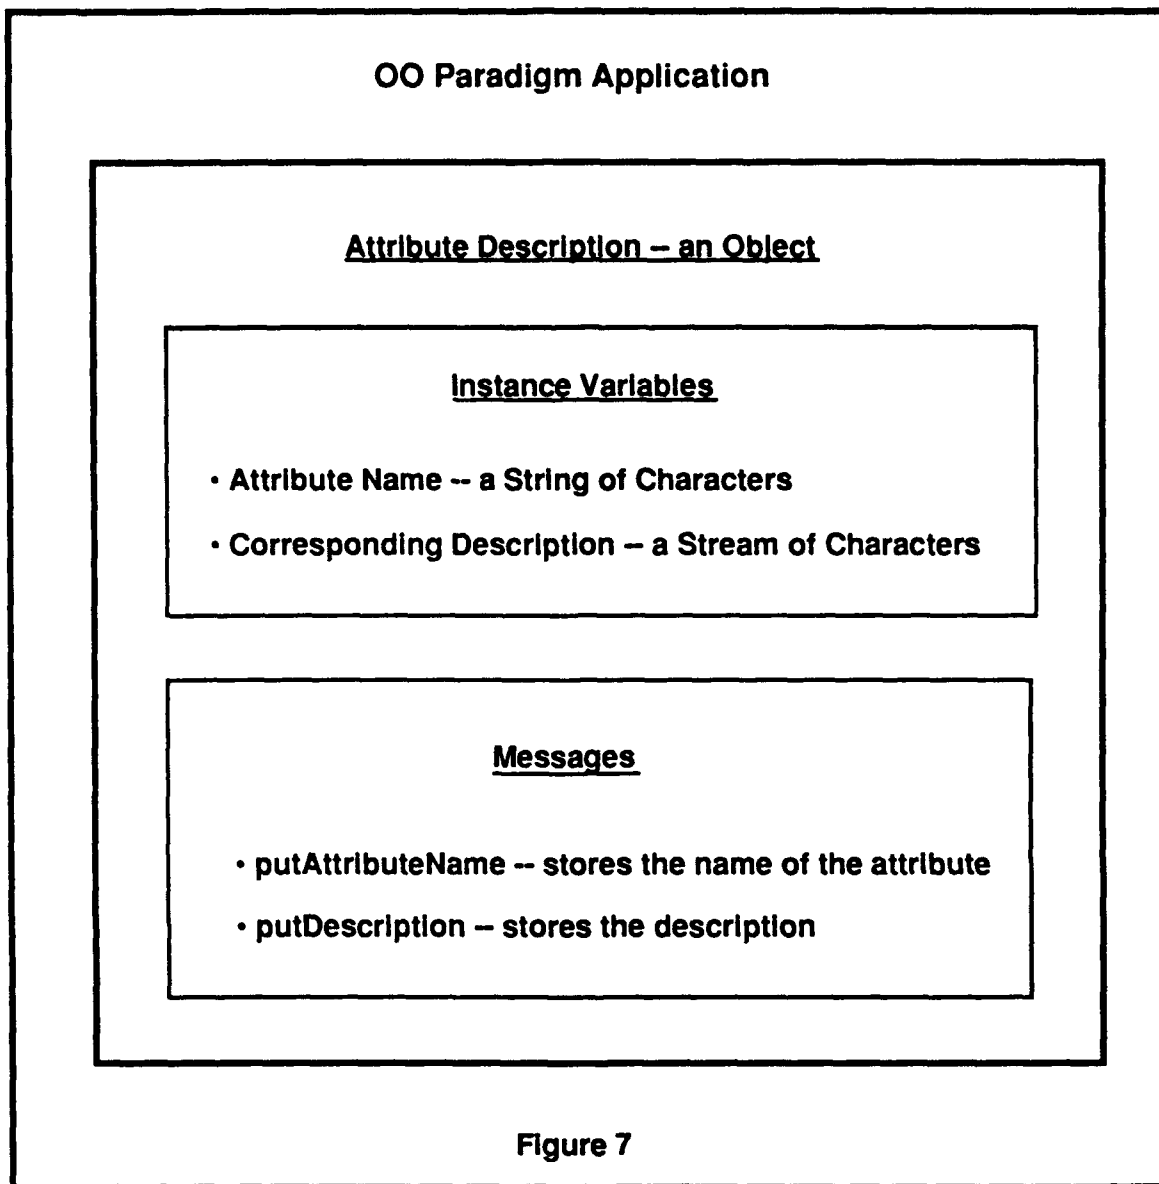 OO Paradigm Application
Attribute Description – an Object
Instance Variables
• Attribute Name -- a String of Characters
• Corresponding Description – a Stream of Characters
Messages
• putAttributeName -- stores the name of the attribute
• putDescription – stores the description
Figure 7